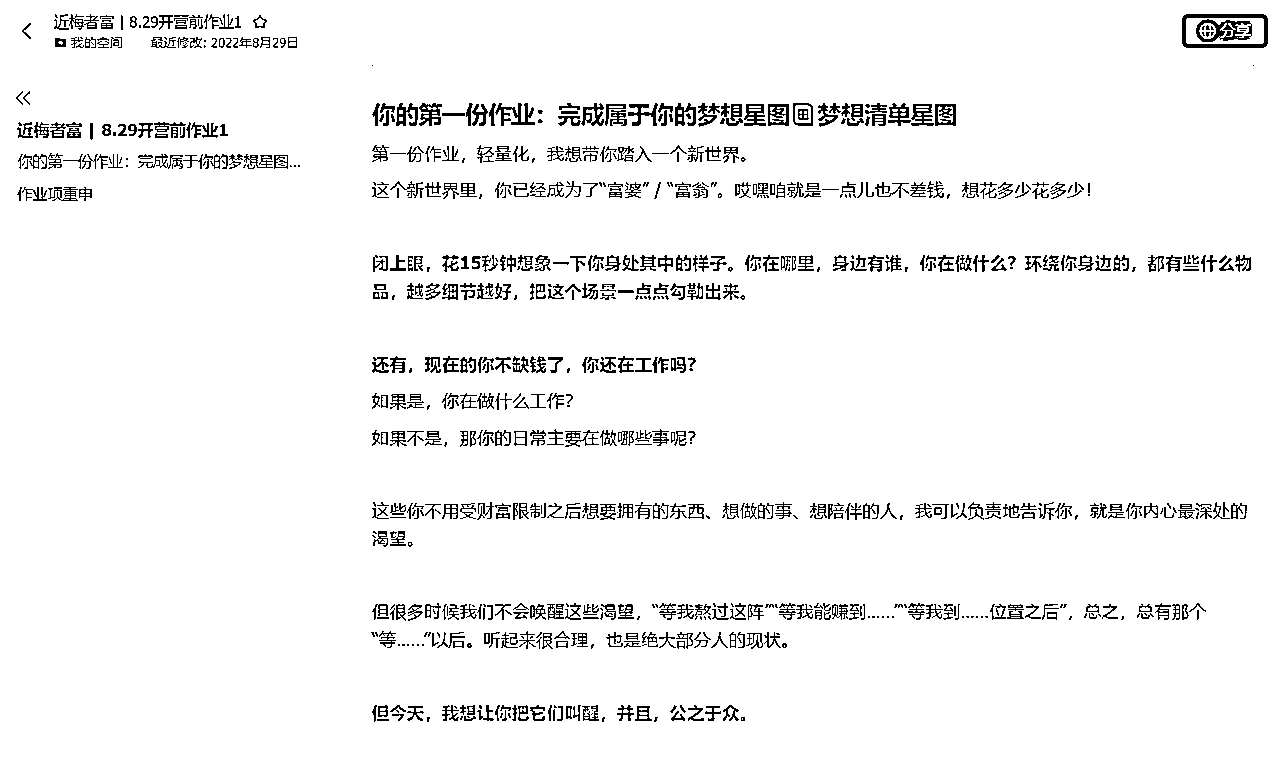 近梅者富 | 8.29开营前作业1
我的空间 最近修改: 2022年8月29日
分享
近梅者富 | 8.29开营前作业1
你的第一份作业：完成属于你的梦想星图...
作业项重申
你的第一份作业：完成属于你的梦想星图 梦想清单星图
第一份作业，轻量化，我想带你踏入一个新世界。
这个新世界里，你已经成为了“富婆” / “富翁”。哎嘿咱就是一点儿也不差钱，想花多少花多少！
闭上眼，花15秒钟想象一下你身处其中的样子。你在哪里，身边有谁，你在做什么？环绕你身边的，都有些什么物
品，越多细节越好，把这个场景一点点勾勒出来。
还有，现在的你不缺钱了，你还在工作吗？
如果是，你在做什么工作？
如果不是，那你的日常主要在做哪些事呢？
这些你不用受财富限制之后想要拥有的东西、想做的事、想陪伴的人，我可以负责地告诉你，就是你内心最深处的
渴望。
但很多时候我们不会唤醒这些渴望，“等我熬过这阵”“等我能赚到......”“等我到......位置之后”，总之，总有那个
“等......”以后。听起来很合理，也是绝大部分人的现状。
但今天，我想让你把它们叫醒，并且，公之于众。